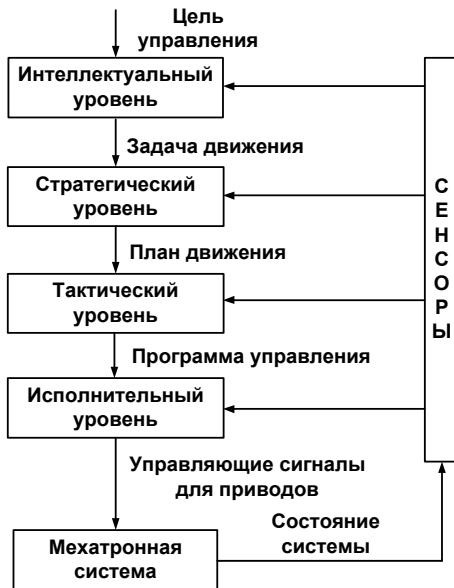 Цель
управления
Интеллектуальный
уровень
Задача движения
Стратегический
уровень
План движения
Тактический
уровень
Программа управления
Исполнительный
уровень
Управляющие сигналы
для приводов
Мехатронная
система
Состояние
системы
С
Е
Н
С
О
Р
Ы